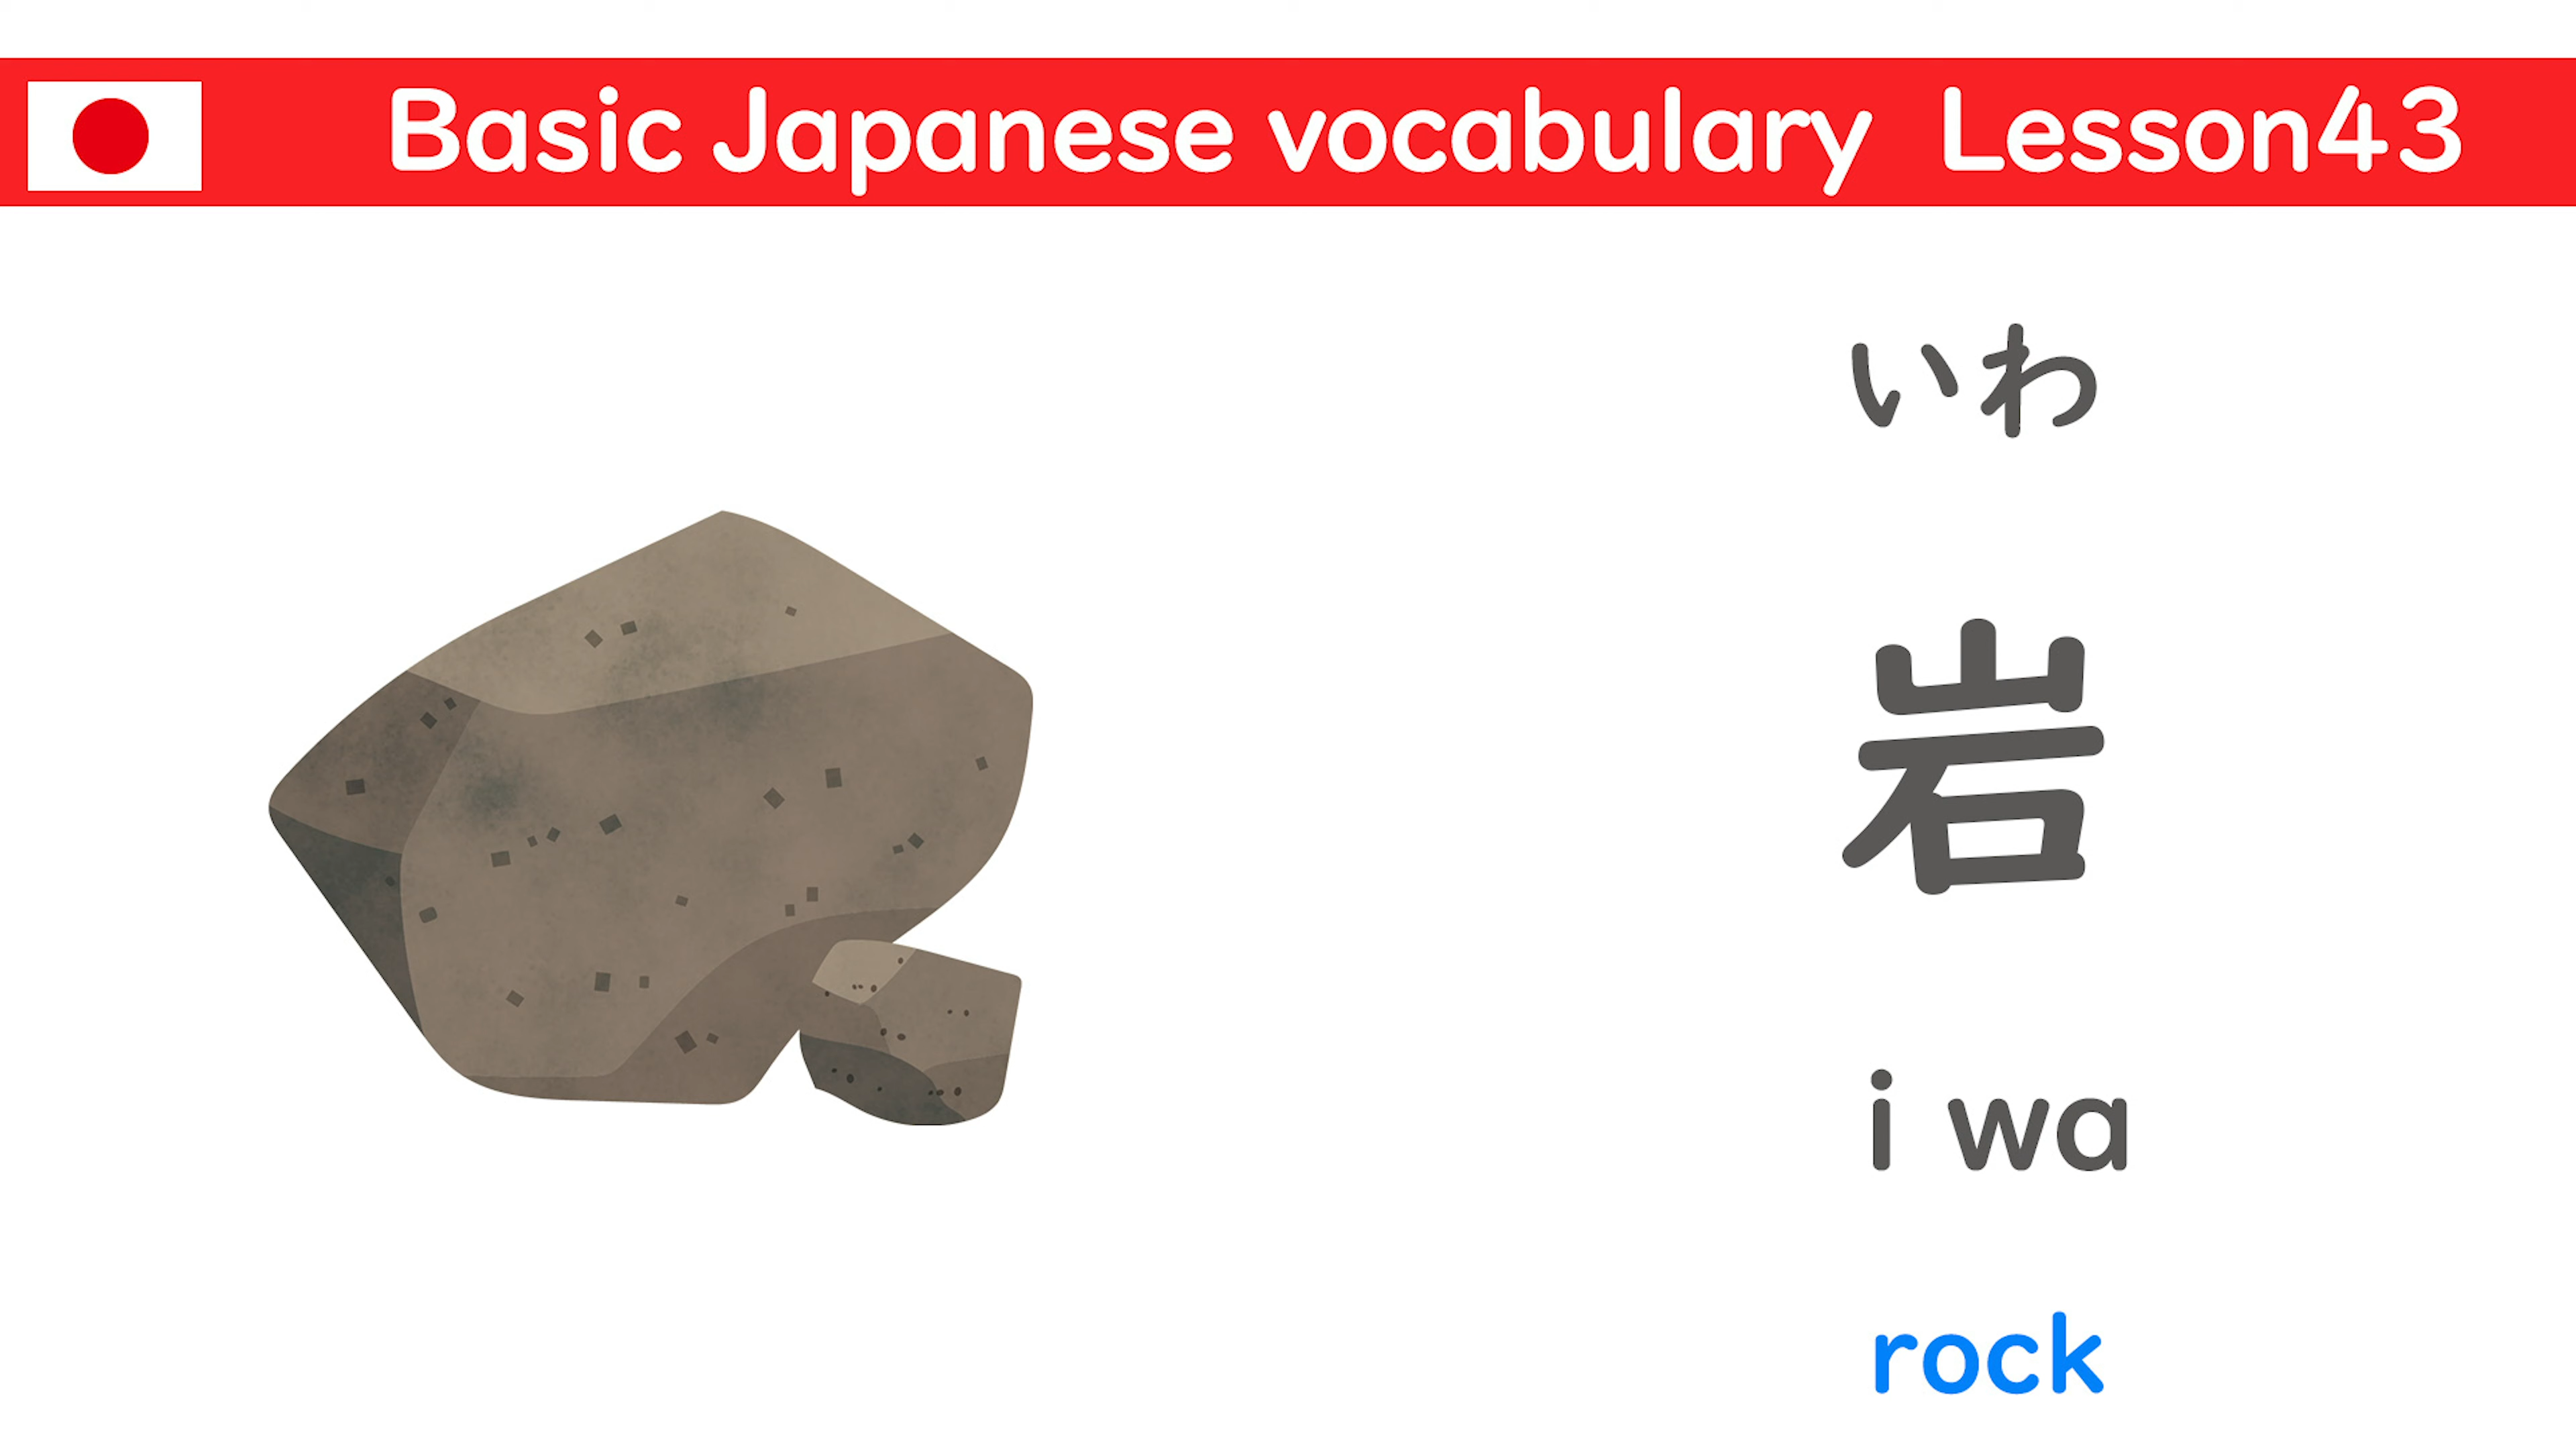 Basic Japanese vocabulary Lesson43
いわ
岩
i wa
rock